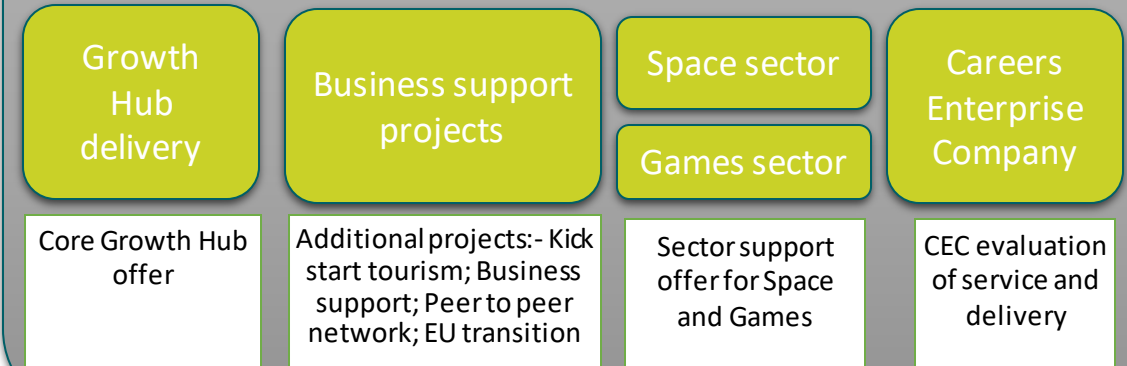 Growth
Hub
delivery
Business support
projects
Space sector
Games sector
Careers
Enterprise
Company
Core Growth Hub
offer
Additional projects:- Kick
start tourism; Business
support; Peer to peer
network; EU transition
Sector support
offer for Space
and Games
CEC evaluation
of service and
delivery